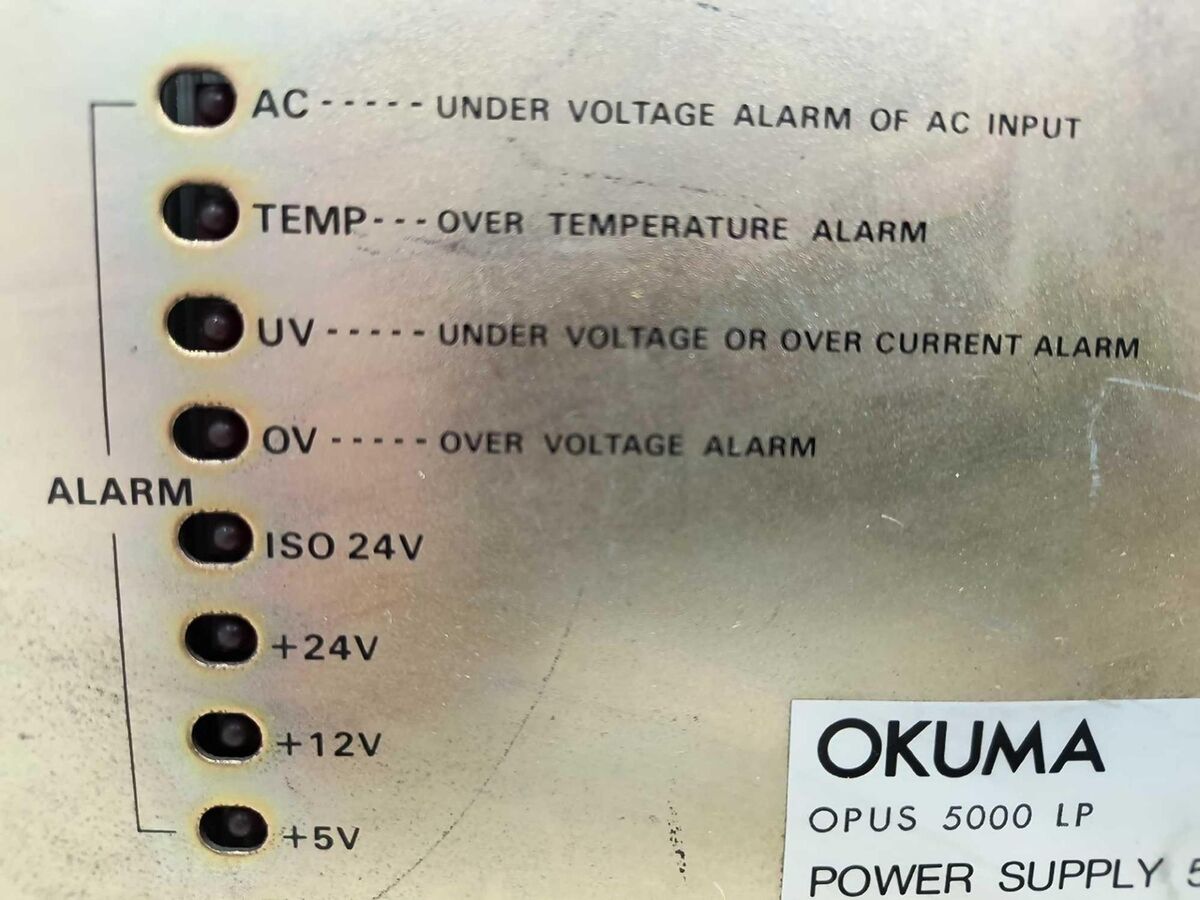 AC ----- UNDER VOLTAGE ALARM OF AC INPUT
TEMP --- OVER TEMPERATURE ALARM
UV ----- UNDER VOLTAGE OR OVER CURRENT ALARM
OV ----- OVER VOLTAGE ALARM
ALARM
ISO 24V
+24V
+12V
+5V
OKUMA
OPUS 5000 LP
POWER SUPPLY